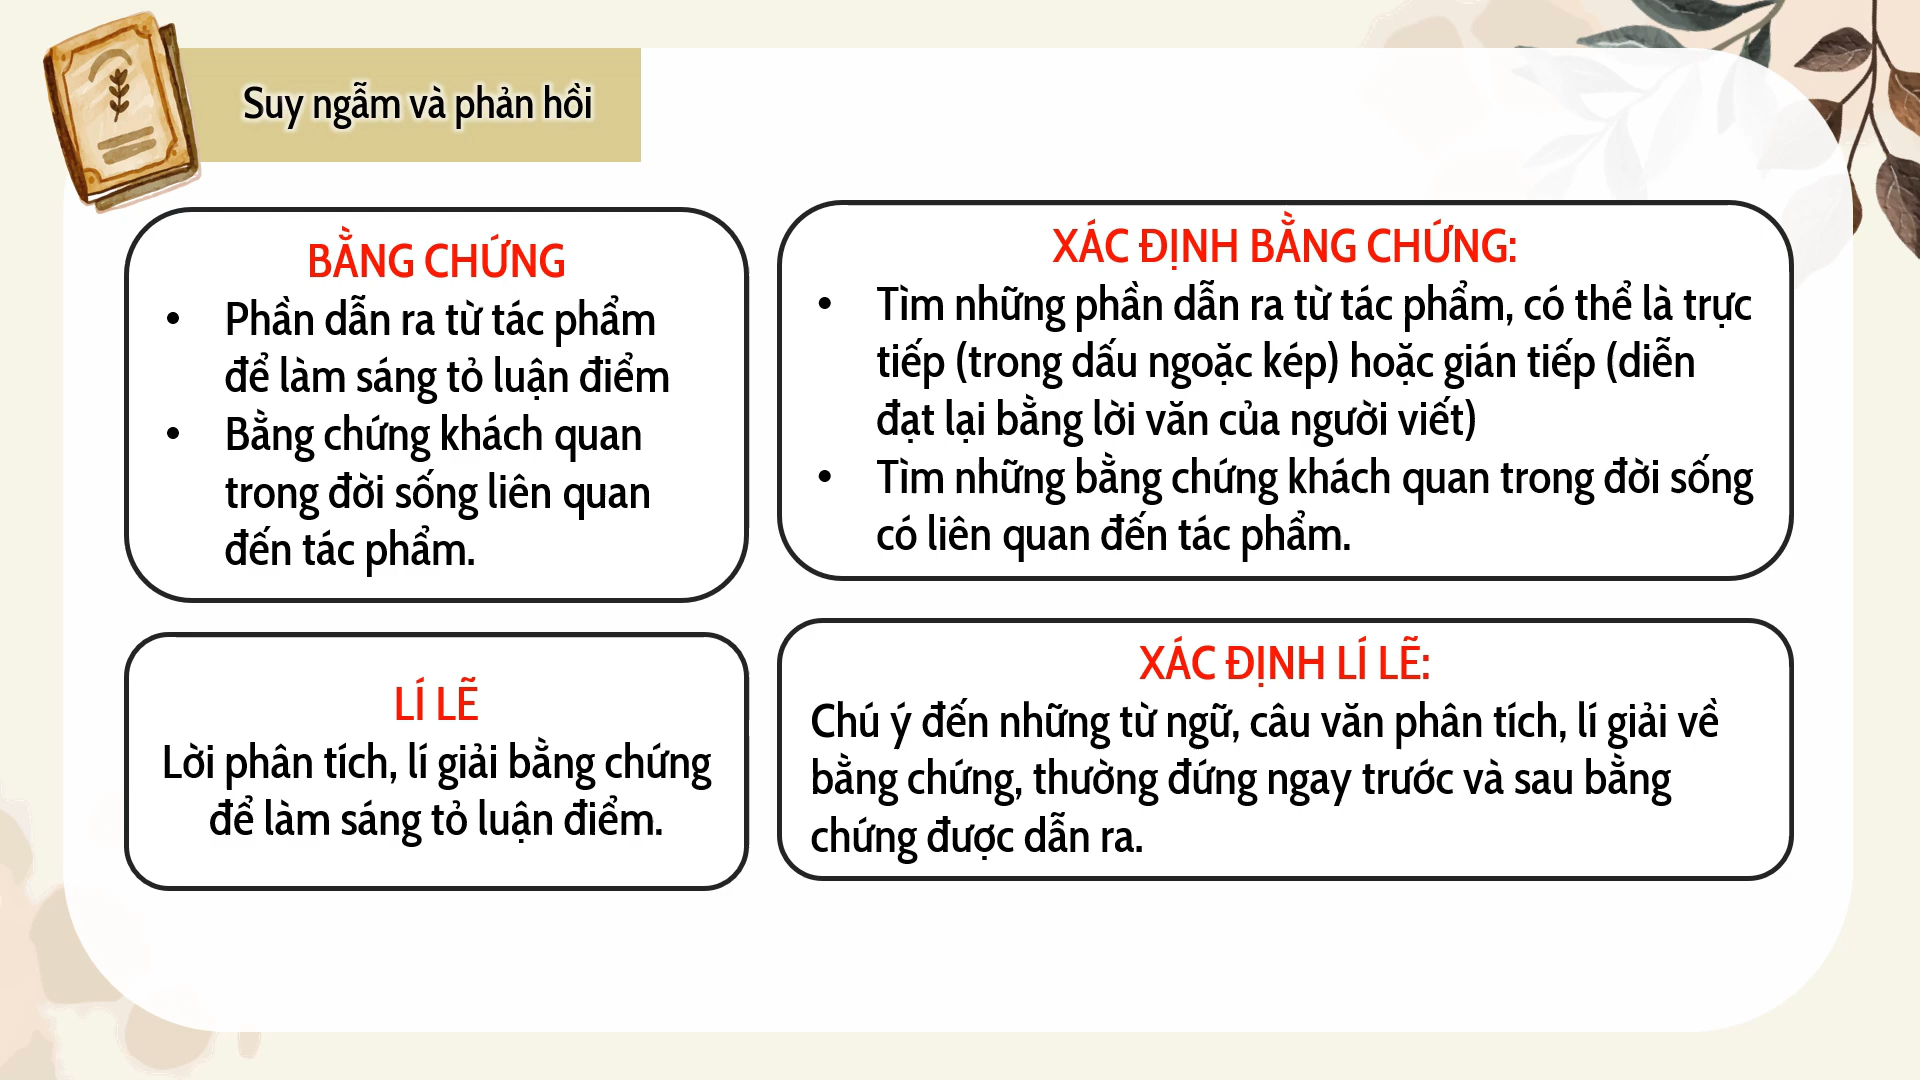 Suy ngẫm và phản hồi
BẰNG CHỨNG
• Phần dẫn ra từ tác phẩm
để làm sáng tỏ luận điểm
• Bằng chứng khách quan
trong đời sống liên quan
đến tác phẩm.
XÁC ĐỊNH BẰNG CHỨNG:
• Tìm những phần dẫn ra từ tác phẩm, có thể là trực
tiếp (trong dấu ngoặc kép) hoặc gián tiếp (diễn
đạt lại bằng lời văn của người viết)
• Tìm những bằng chứng khách quan trong đời sống
có liên quan đến tác phẩm.
LÍ LẼ
Lời phân tích, lí giải bằng chứng
để làm sáng tỏ luận điểm.
XÁC ĐỊNH LÍ LẼ:
Chú ý đến những từ ngữ, câu văn phân tích, lí giải về
bằng chứng, thường đứng ngay trước và sau bằng
chứng được dẫn ra.